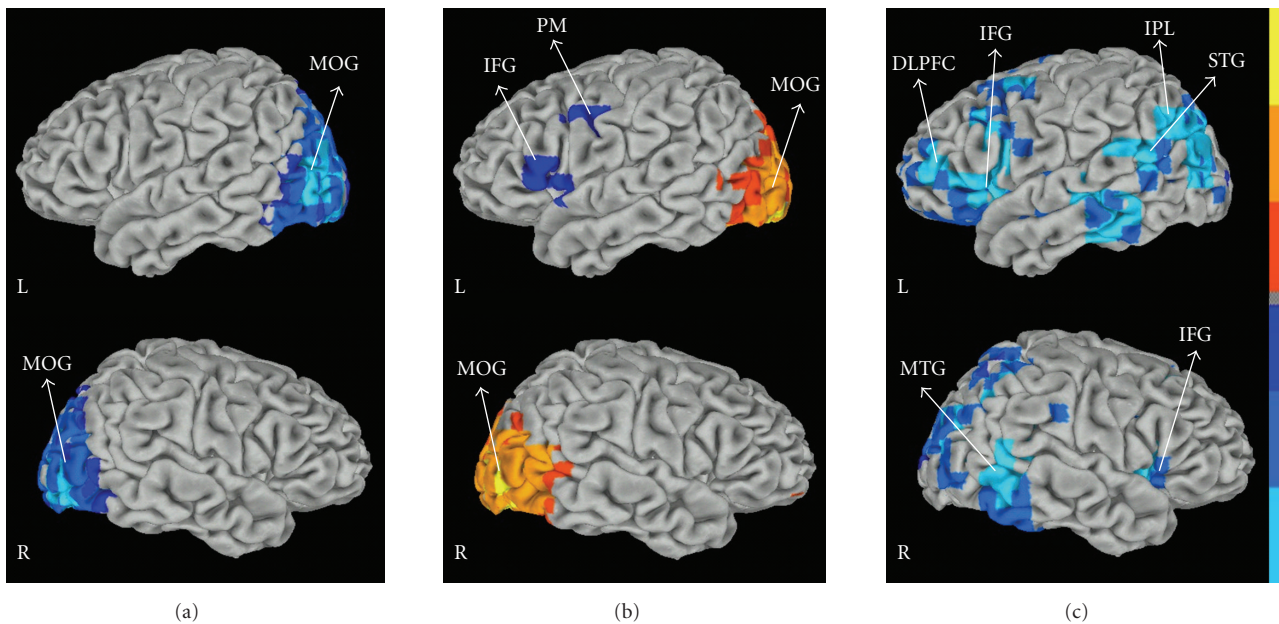 MOG
L
MOG
R
(a)
PM
IFG
MOG
L
MOG
R
(b)
IFG
IPL
DLPFC
STG
L
IFG
MTG
R
(c)